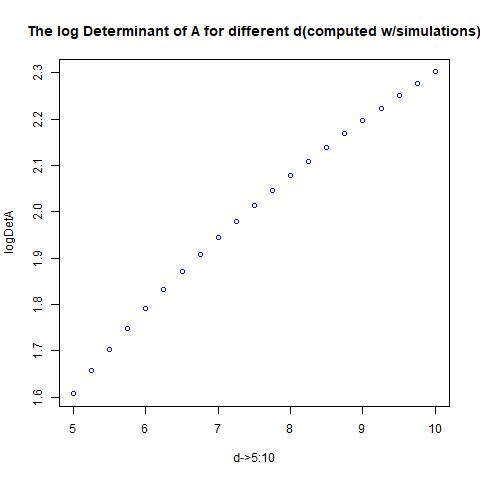 The log Determinant of A for different d(computed w/simulations)
logDetA
2.3
2.2
2.1
2.0
1.9
1.8
1.7
1.6
5 6 7 8 9 10
d->5:10